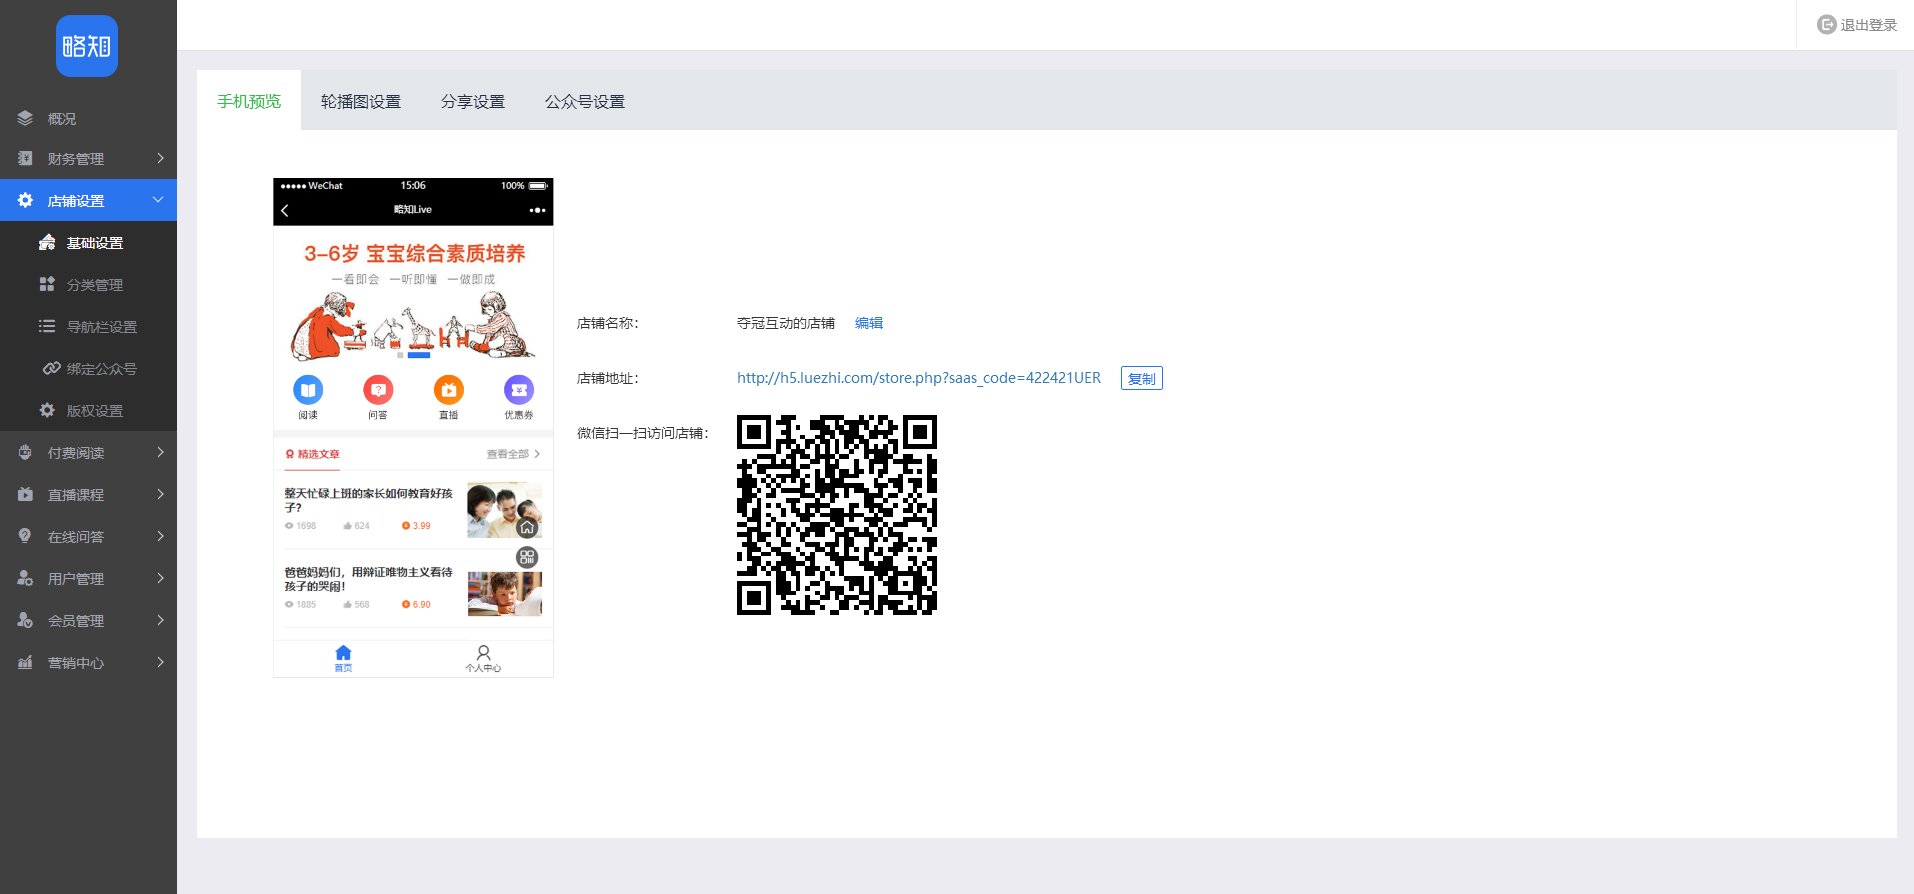 略知
退出登录
概况
财务管理
店铺设置
基础设置
分类管理
导航栏设置
绑定公众号
版权设置
付费阅读
直播课程
在线问答
用户管理
会员管理
营销中心
手机预览 轮播图设置 分享设置 公众号设置
WeChat 15:06 100%
略知Live
3-6岁 宝宝综合素质培养
一看即会 一听即懂 一做即成
阅读 问答 直播 优惠券
精选文章 查看全部
整天忙碌上班的家长如何教育好孩
子?
1698 624 3.99
爸爸妈妈们，用辩证唯物主义看待
孩子的哭闹！
1885 568 6.90
首页 个人中心
店铺名称： 夺冠互动的店铺 编辑
店铺地址： http://h5.luezhi.com/store.php?saas_code=422421UER 复制
微信扫一扫访问店铺：